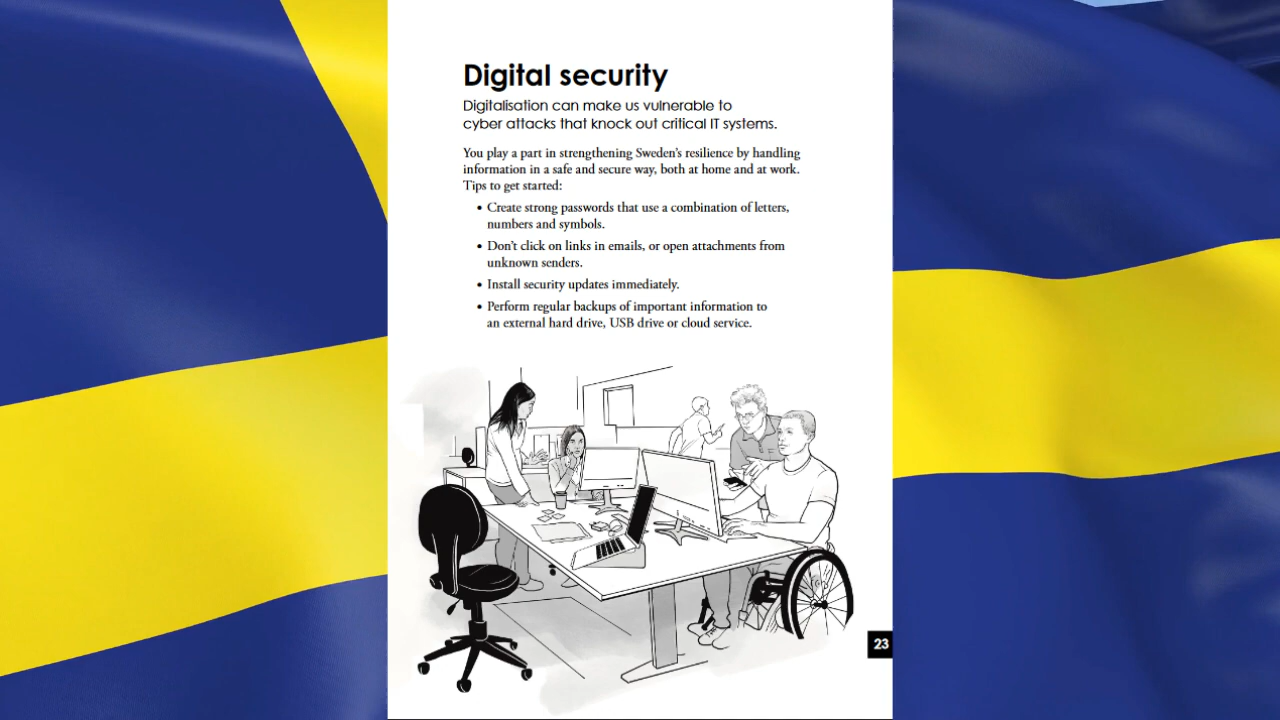 Digital security
Digitalisation can make us vulnerable to
cyber attacks that knock out critical IT systems.
You play a part in strengthening Sweden's resilience by handling
information in a safe and secure way, both at home and at work.
Tips to get started:
• Create strong passwords that use a combination of letters,
numbers and symbols.
• Don't click on links in emails, or open attachments from
unknown senders.
• Install security updates immediately.
• Perform regular backups of important information to
an external hard drive, USB drive or cloud service.
23